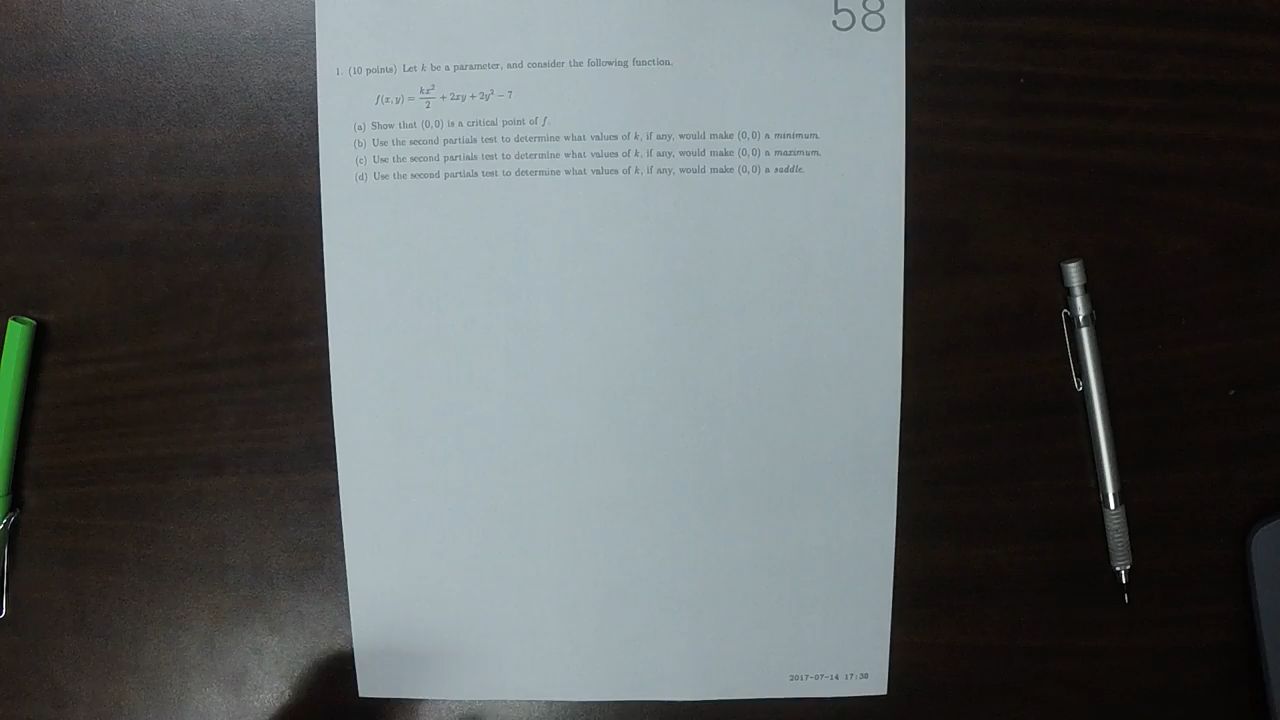 58
1. (10 points) Let k be a parameter, and consider the following function,
f(x, y) = kx²/2 + 2xy + 2y² − 7
(a) Show that (0,0) is a critical point of f.
(b) Use the second partials test to determine what values of k, if any, would make (0,0) a minimum.
(c) Use the second partials test to determine what values of k, if any, would make (0,0) a maximum.
(d) Use the second partials test to determine what values of k, if any, would make (0,0) a saddle.
2017-07-14 17:30